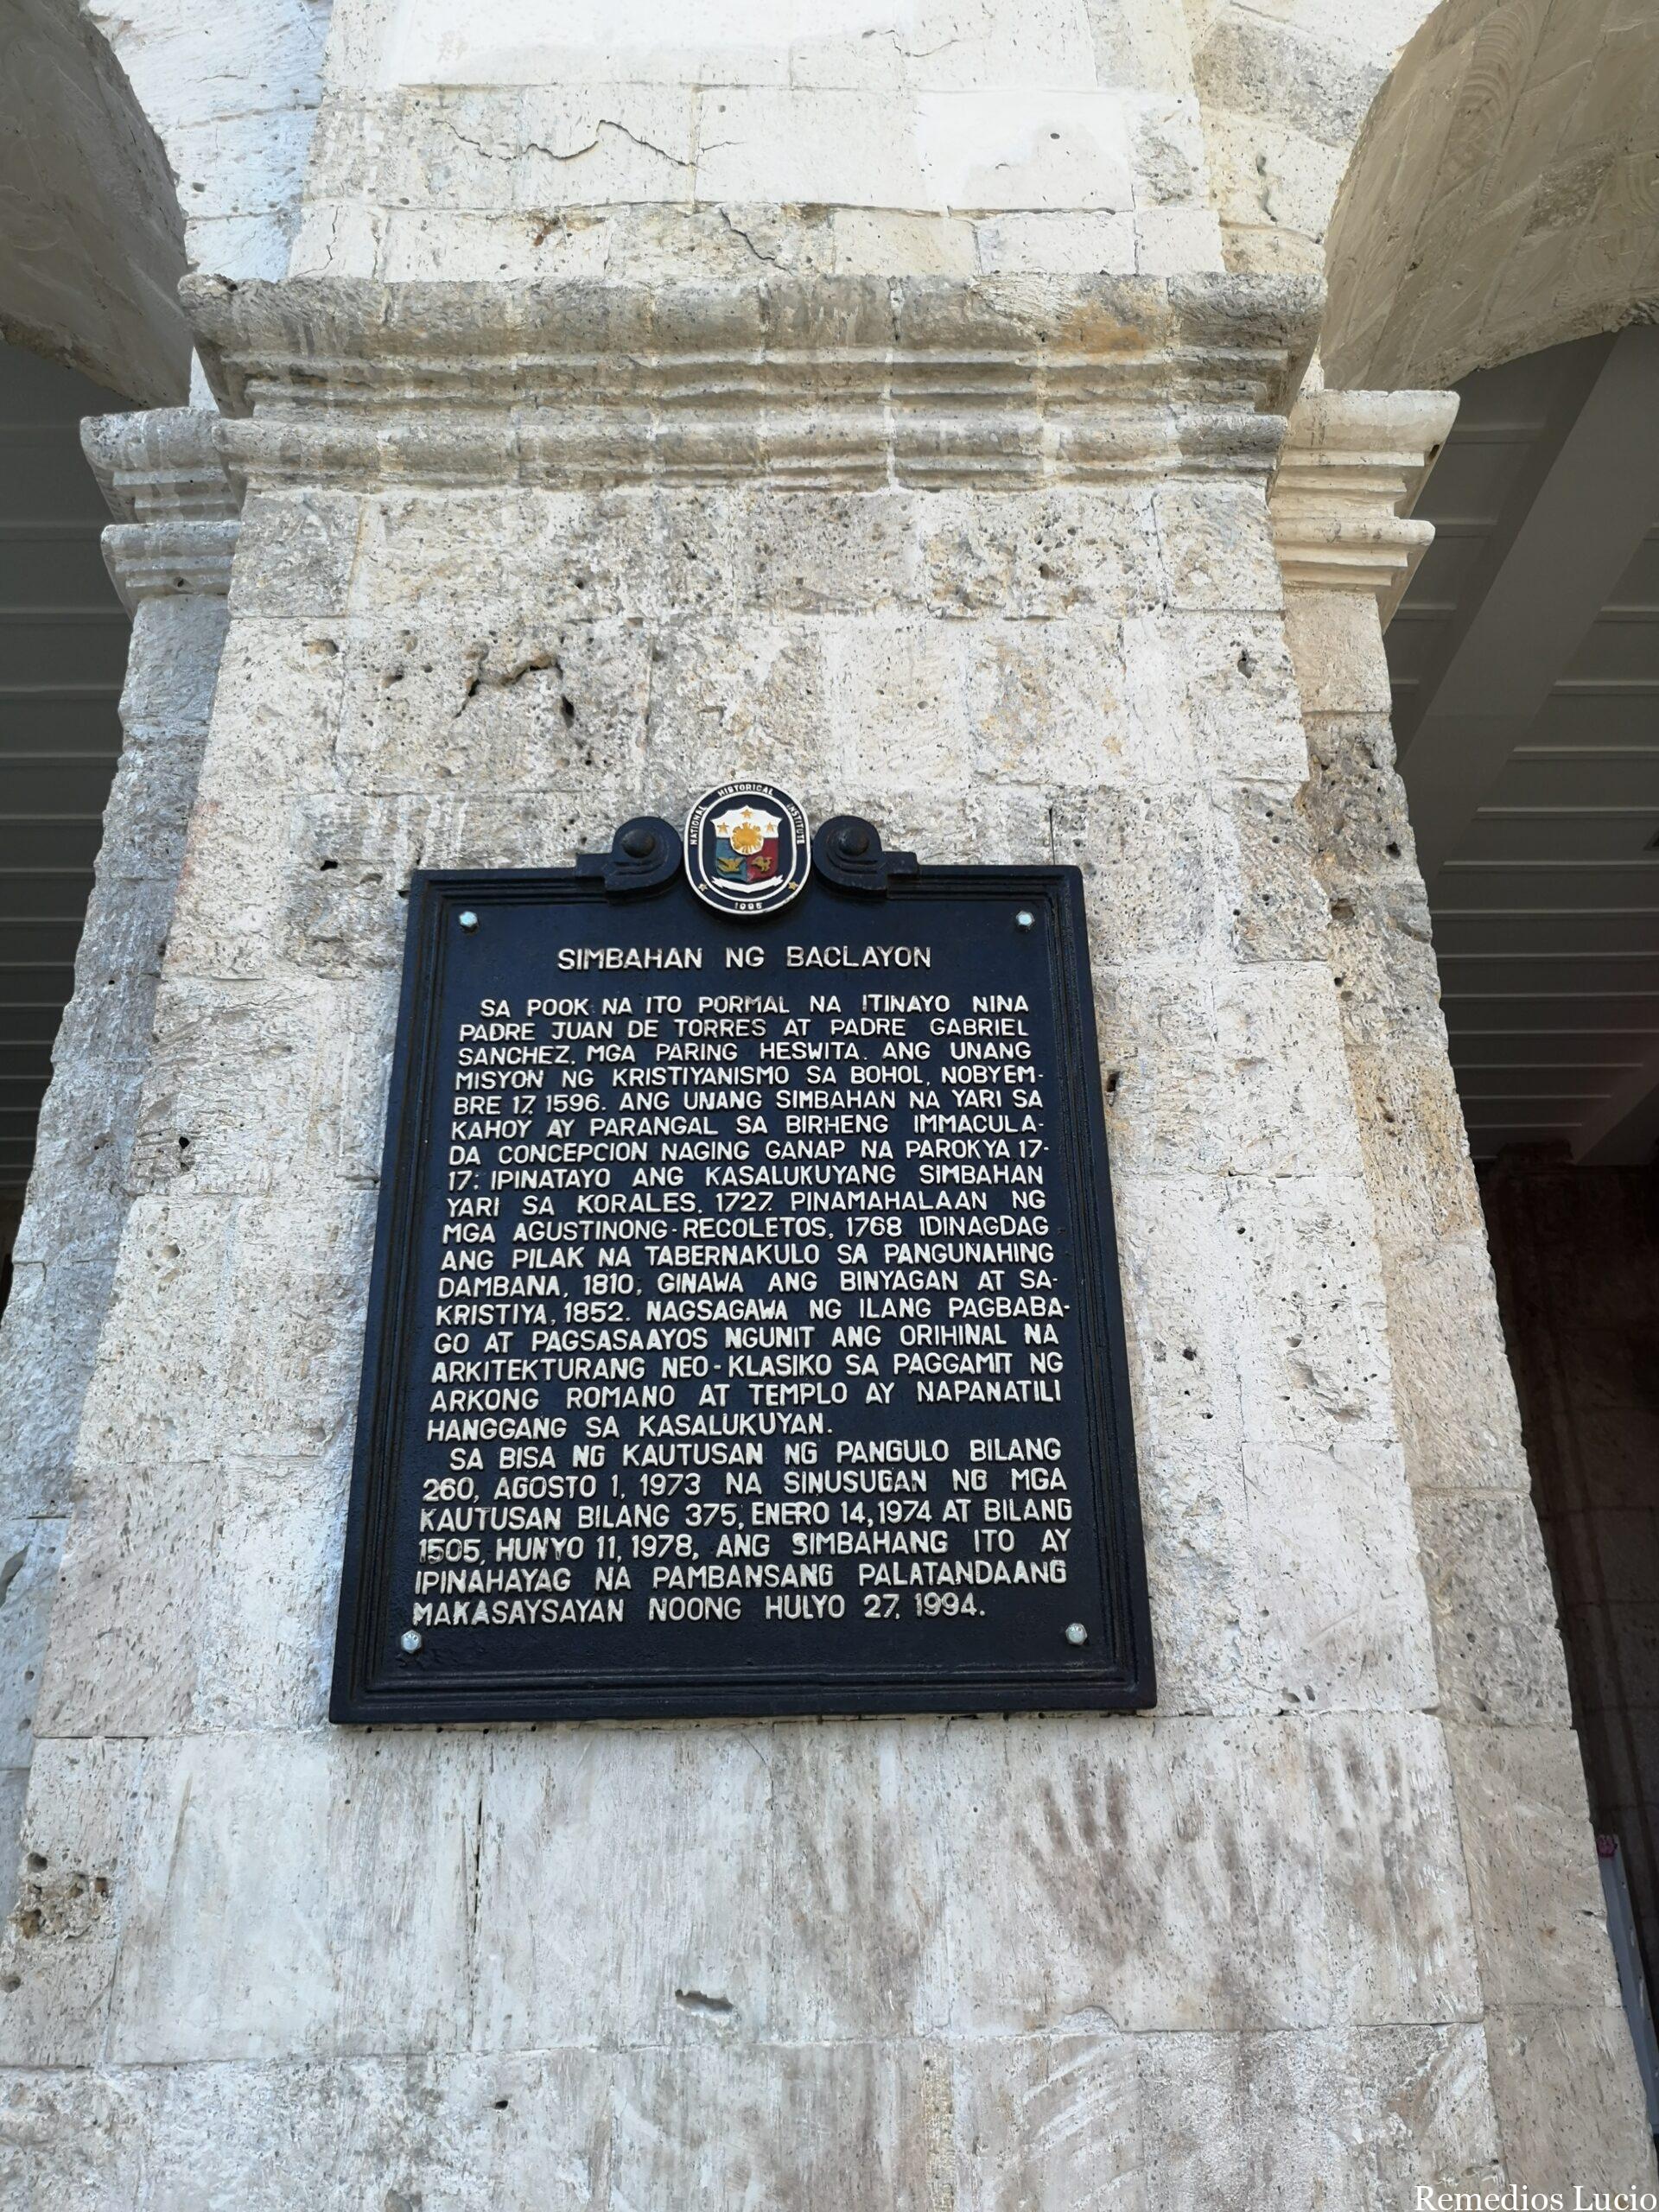 NATIONAL HISTORICAL INSTITUTE
1995
SIMBAHAN NG BACLAYON
SA POOK NA ITO PORMAL NA ITINAYO NINA
PADRE JUAN DE TORRES AT PADRE GABRIEL
SANCHEZ, MGA PARING HESWITA. ANG UNANG
MISYON NG KRISTIYANISMO SA BOHOL, NOBYEM-
BRE 17, 1596. ANG UNANG SIMBAHAN NA YARI SA
KAHOY AY PARANGAL SA BIRHENG IMMACULA-
DA CONCEPCION NAGING GANAP NA PAROKYA 17-
17; IPINATAYO ANG KASALUKUYANG SIMBAHAN
YARI SA KORALES, 1727. PINAMAHALAAN NG
MGA AGUSTINONG-RECOLETOS, 1768. IDINAGDAG
ANG PILAK NA TABERNAKULO SA PANGUNAHING
DAMBANA, 1810; GINAWA ANG BINYAGAN AT SA-
KRISTIYA, 1852. NAGSAGAWA NG ILANG PAGBABA-
GO AT PAGSASAAYOS NGUNIT ANG ORIHINAL NA
ARKITEKTURANG NEO-KLASIKO SA PAGGAMIT NG
ARKONG ROMANO AT TEMPLO AY NAPANATILI
HANGGANG SA KASALUKUYAN.
SA BISA NG KAUTUSAN NG PANGULO BILANG
260, AGOSTO 1, 1973 NA SINUSUGAN NG MGA
KAUTUSAN BILANG 375, ENERO 14, 1974 AT BILANG
1505, HUNYO 11, 1978, ANG SIMBAHANG ITO AY
IPINAHAYAG NA PAMBANSANG PALATANDAANG
MAKASAYSAYAN NOONG HULYO 27, 1994.
Remedios Lucio